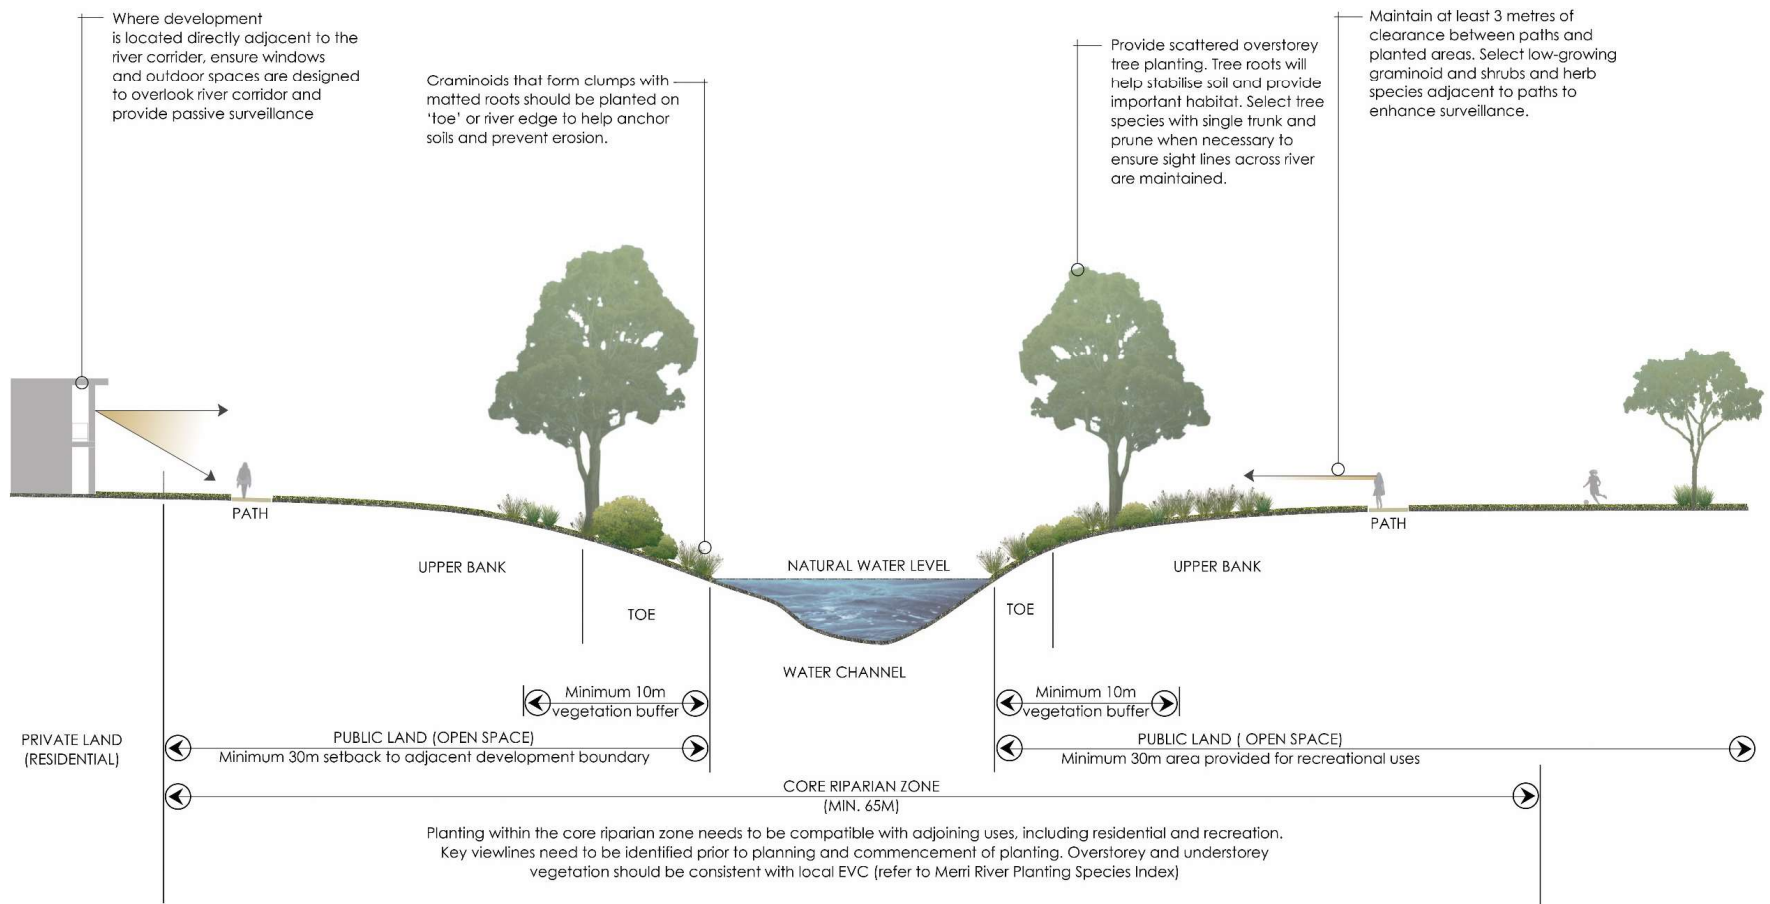 Where development
is located directly adjacent to the
river corrider, ensure windows
and outdoor spaces are designed
to overlook river corridor and
provide passive surveillance
Graminoids that form clumps with
matted roots should be planted on
‘toe’ or river edge to help anchor
soils and prevent erosion.
Provide scattered overstorey
tree planting. Tree roots will
help stabilise soil and provide
important habitat. Select tree
species with single trunk and
prune when necessary to
ensure sight lines across river
are maintained.
Maintain at least 3 metres of
clearance between paths and
planted areas. Select low-growing
graminoid and shrubs and herb
species adjacent to paths to
enhance surveillance.
PATH
UPPER BANK
TOE
NATURAL WATER LEVEL
WATER CHANNEL
TOE
UPPER BANK
PATH
Minimum 10m
vegetation buffer
Minimum 10m
vegetation buffer
PRIVATE LAND
(RESIDENTIAL)
PUBLIC LAND (OPEN SPACE)
Minimum 30m setback to adjacent development boundary
PUBLIC LAND ( OPEN SPACE)
Minimum 30m area provided for recreational uses
CORE RIPARIAN ZONE
(MIN. 65M)
Planting within the core riparian zone needs to be compatible with adjoining uses, including residential and recreation.
Key viewlines need to be identified prior to planning and commencement of planting. Overstorey and understorey
vegetation should be consistent with local EVC (refer to Merri River Planting Species Index)